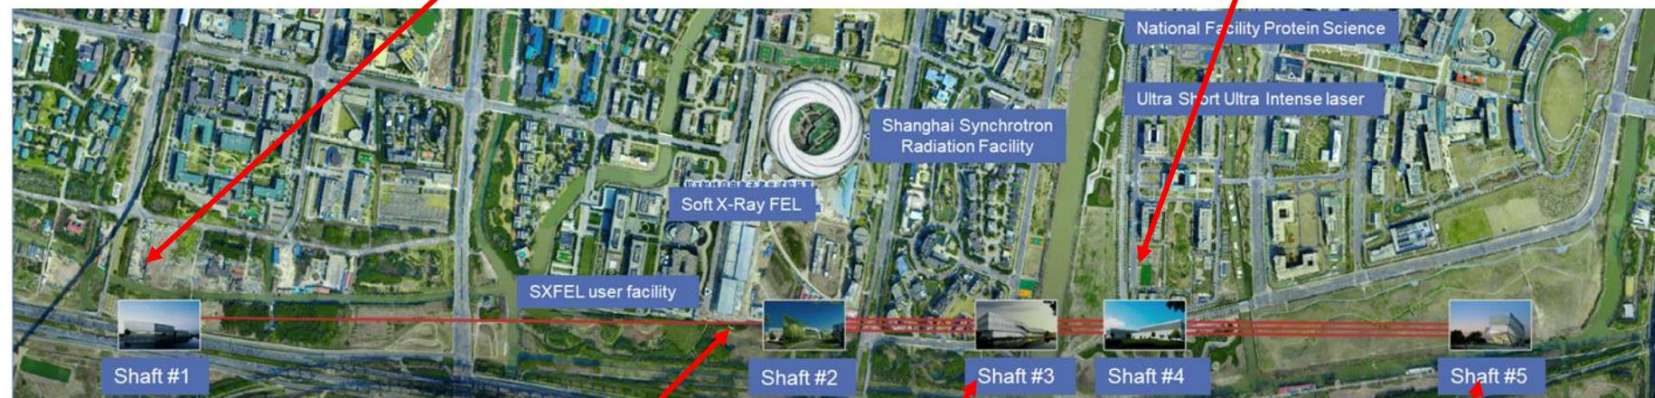 National Facility Protein Science
Ultra Short Ultra Intense laser
Shanghai Synchrotron
Radiation Facility
Soft X-Ray FEL
SXFEL user facility
Shaft #1
Shaft #2
Shaft #3
Shaft #4
Shaft #5